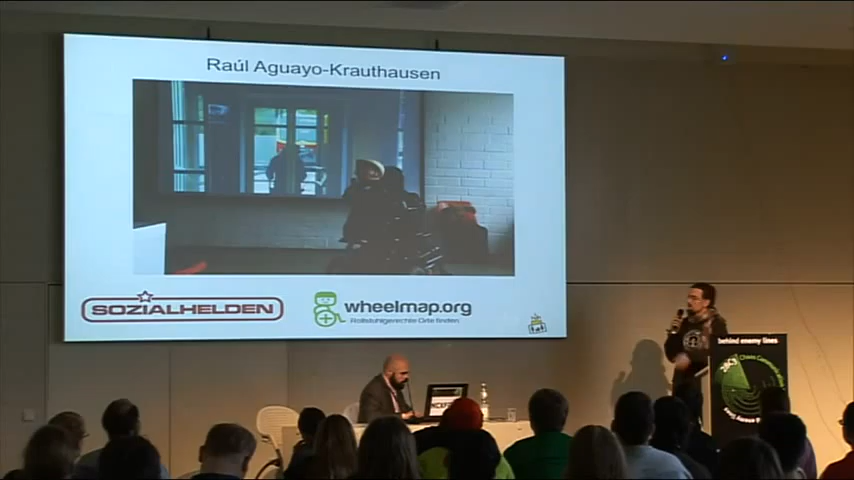 Raúl Aguayo-Krauthausen
SOZIALHELDEN
wheelmap.org
Rollstuhlgerechte Orte finden
behind enemy lines